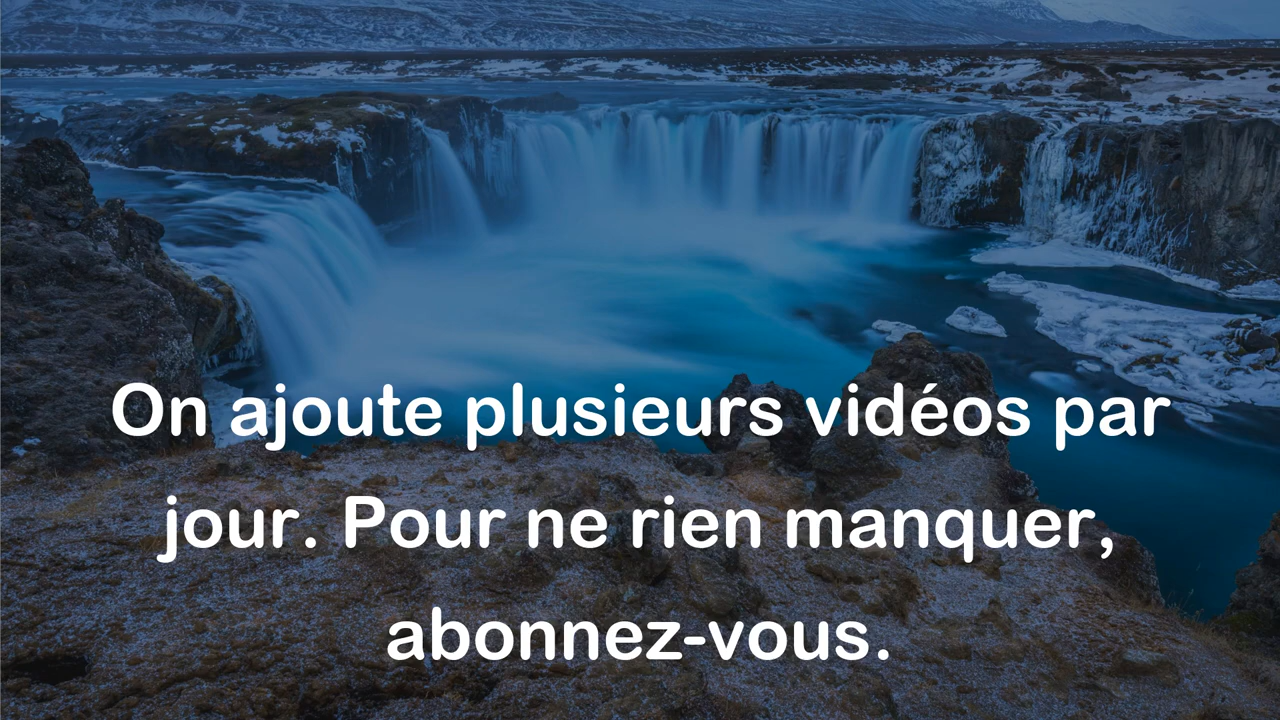 On ajoute plusieurs vidéos par
jour. Pour ne rien manquer,
abonnez-vous.